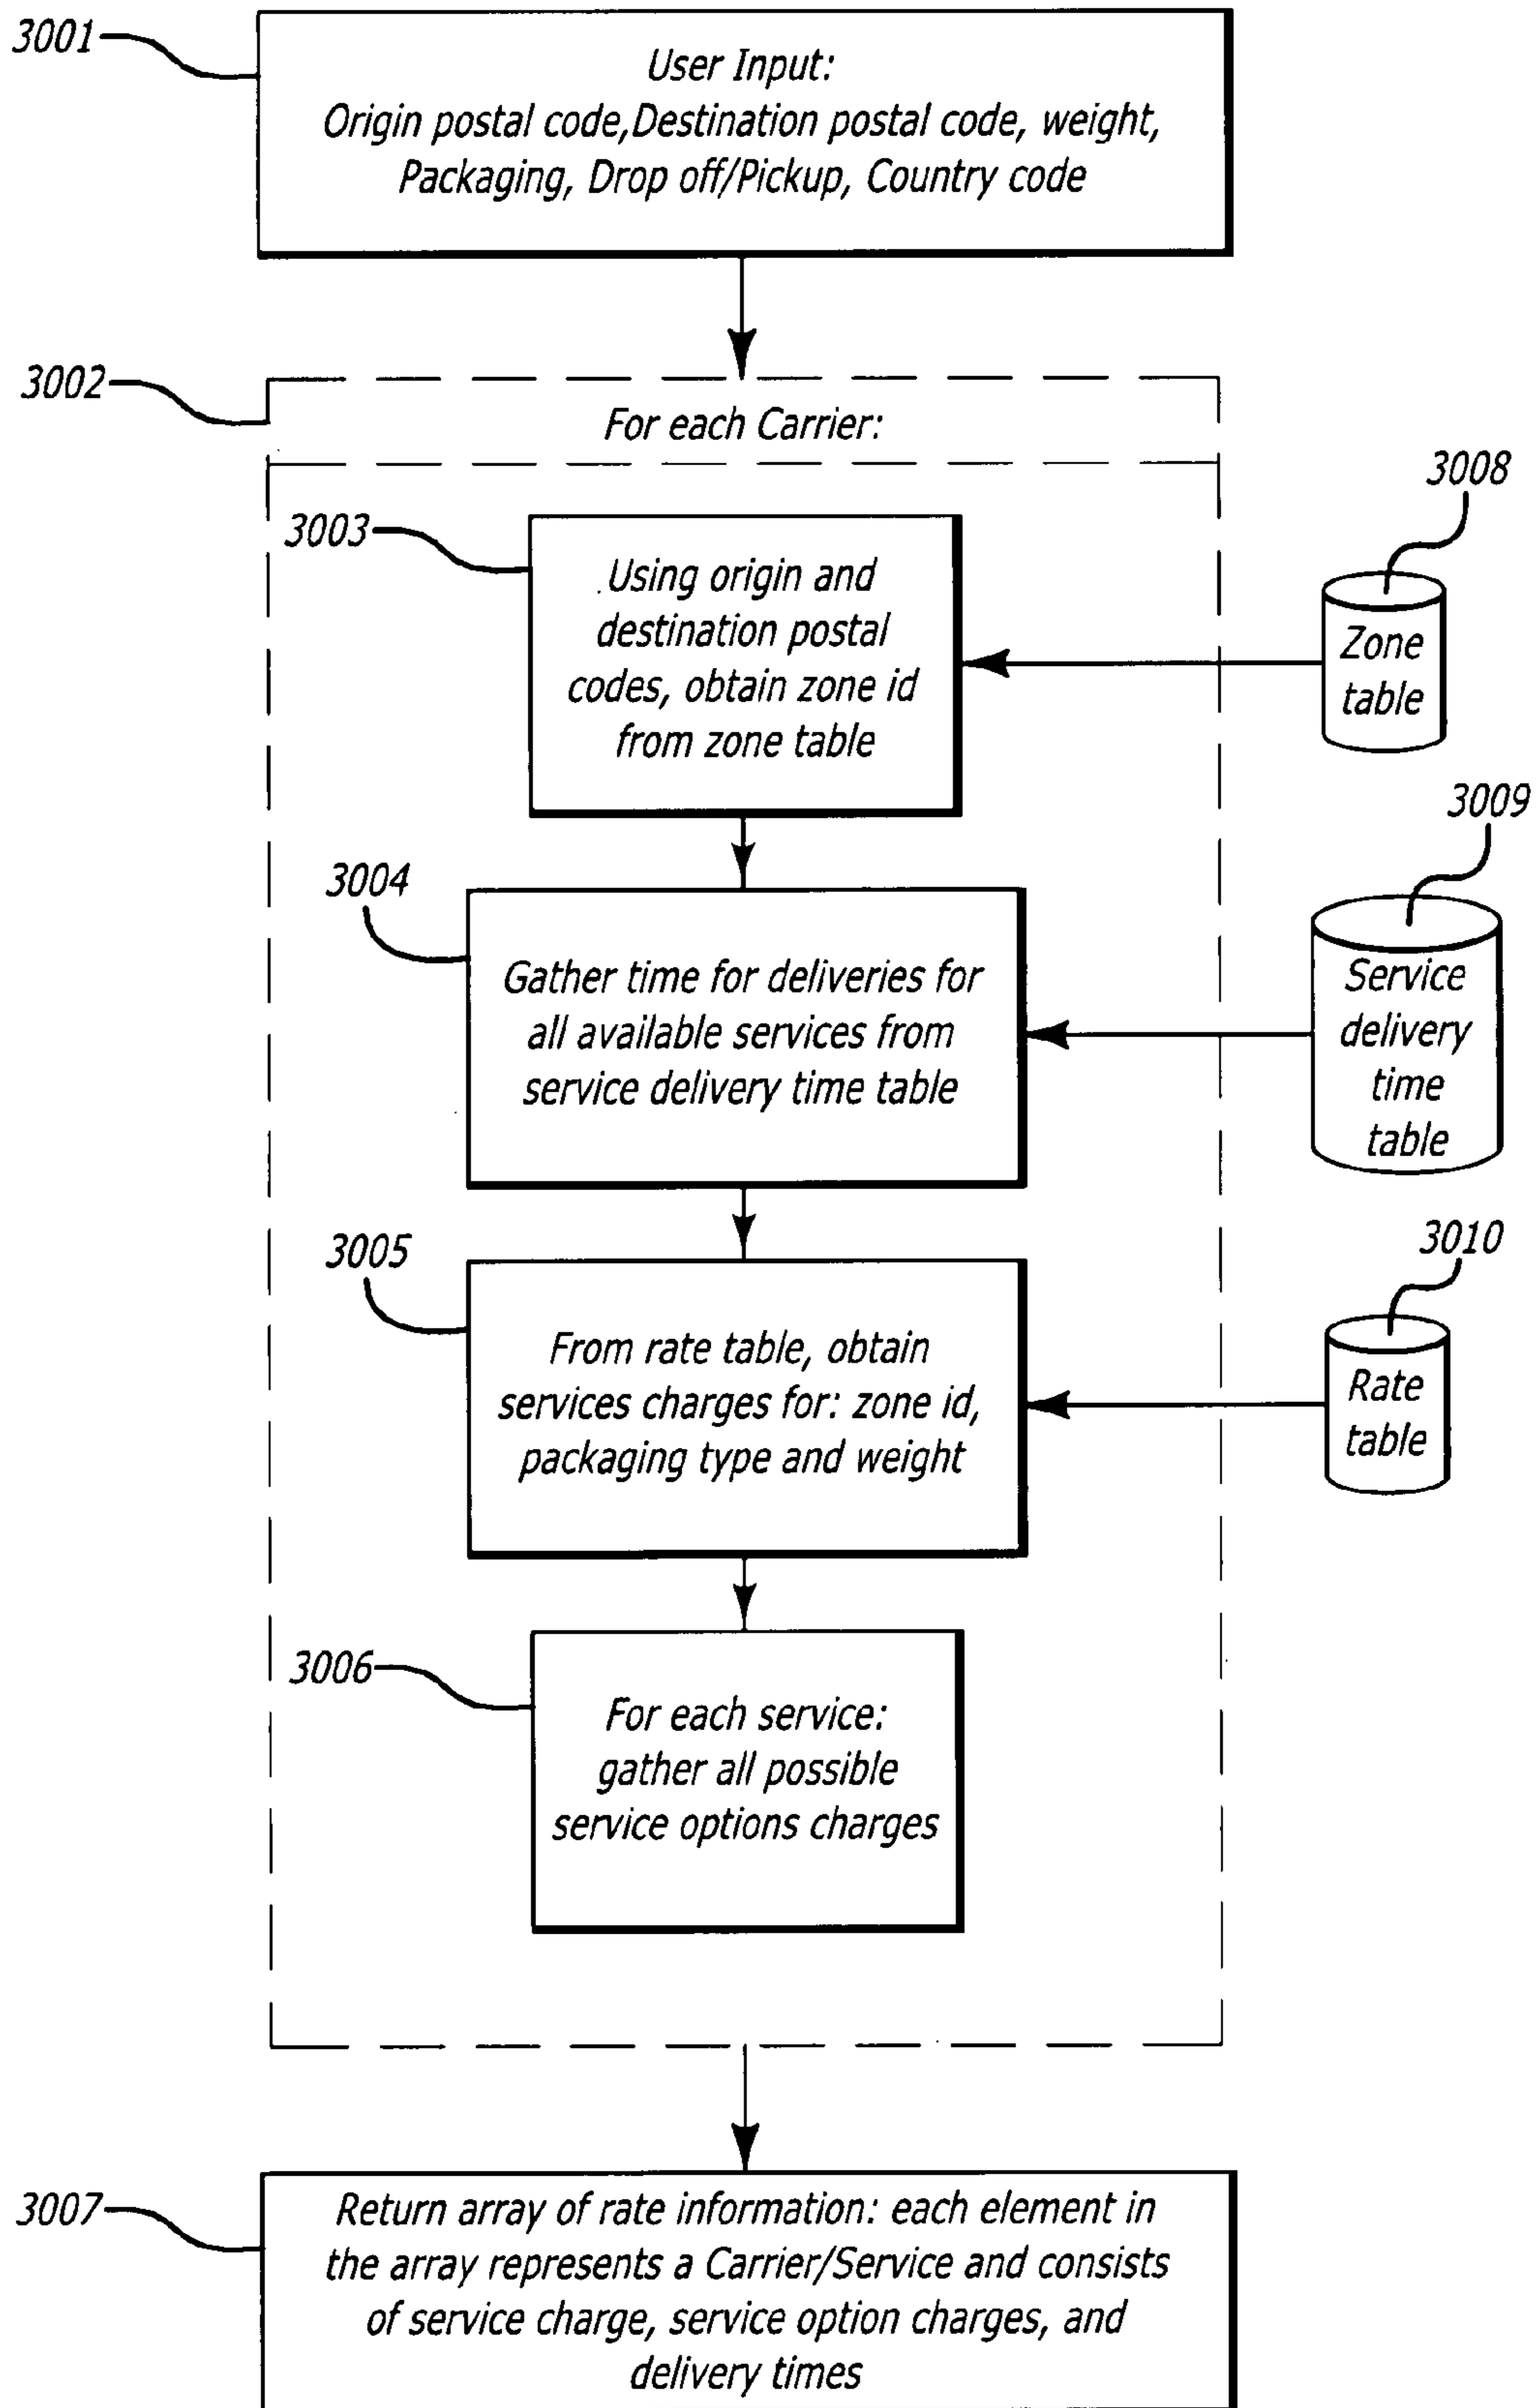 3001
User Input:
Origin postal code,Destination postal code, weight,
Packaging, Drop off/Pickup, Country code
3002
For each Carrier:
3003
Using origin and
destination postal
codes, obtain zone id
from zone table
3008
Zone
table
3004
Gather time for deliveries for
all available services from
service delivery time table
3009
Service
delivery
time
table
3005
From rate table, obtain
services charges for: zone id,
packaging type and weight
3010
Rate
table
3006
For each service:
gather all possible
service options charges
3007
Return array of rate information: each element in
the array represents a Carrier/Service and consists
of service charge, service option charges, and
delivery times